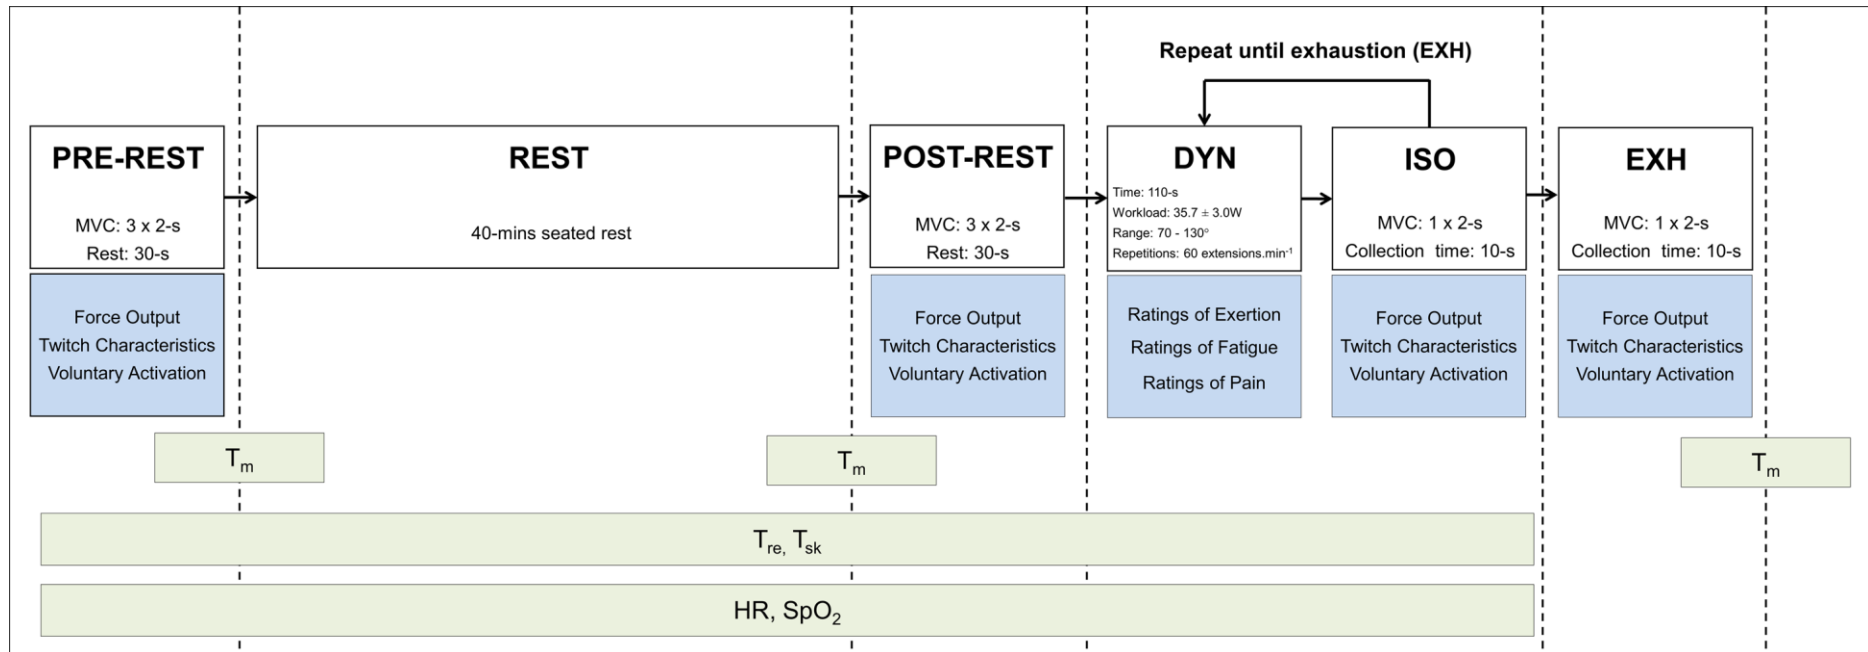 Repeat until exhaustion (EXH)
PRE-REST
MVC: 3 x 2-s
Rest: 30-s
Force Output
Twitch Characteristics
Voluntary Activation
REST
40-mins seated rest
POST-REST
MVC: 3 x 2-s
Rest: 30-s
Force Output
Twitch Characteristics
Voluntary Activation
DYN
Time: 110-s
Workload: 35.7 ± 3.0W
Range: 70 - 130°
Repetitions: 60 extensions.min⁻¹
Ratings of Exertion
Ratings of Fatigue
Ratings of Pain
ISO
MVC: 1 x 2-s
Collection time: 10-s
Force Output
Twitch Characteristics
Voluntary Activation
EXH
MVC: 1 x 2-s
Collection time: 10-s
Force Output
Twitch Characteristics
Voluntary Activation
Tₘ
Tₘ
Tₘ
Tre, Tsk
HR, SpO₂